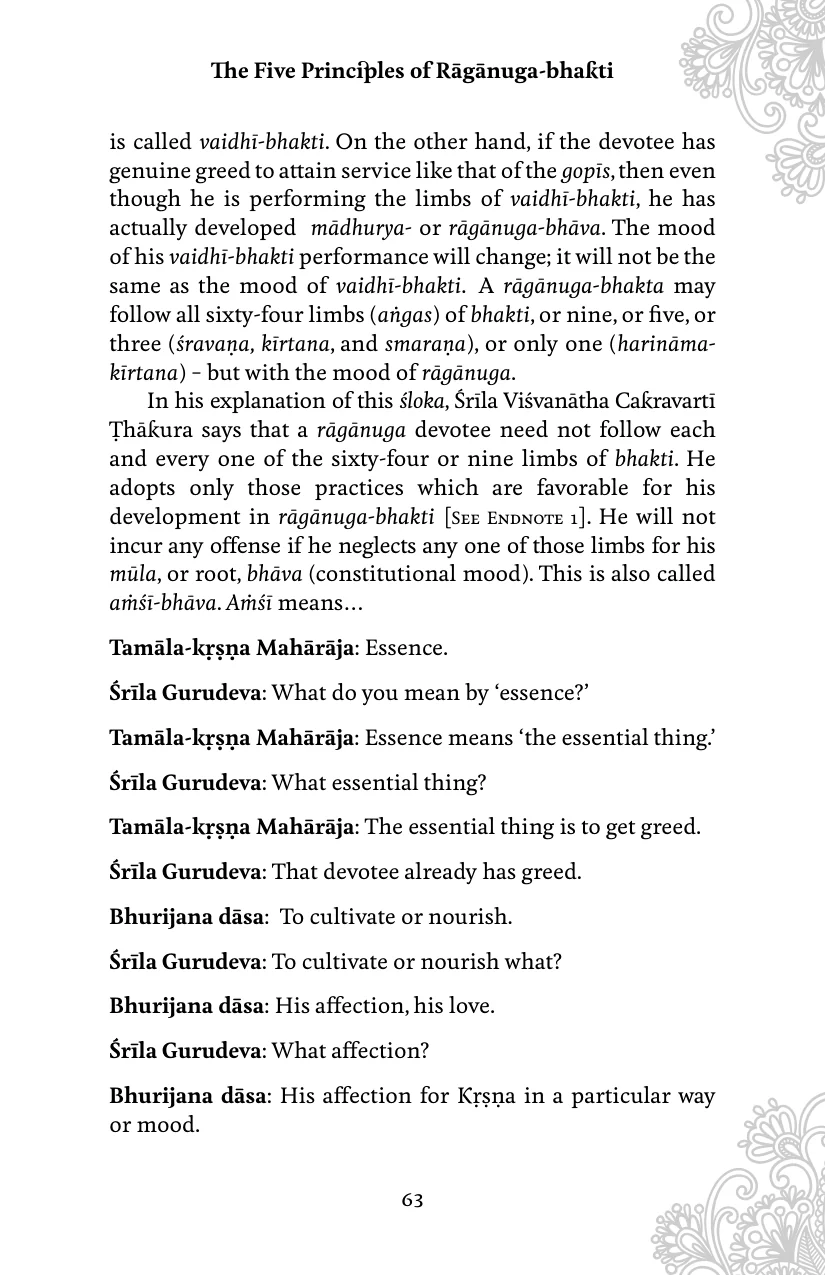 The Five Principles of Rāgānuga-bhakti
is called vaidhī-bhakti. On the other hand, if the devotee has
genuine greed to attain service like that of the gopīs, then even
though he is performing the limbs of vaidhī-bhakti, he has
actually developed mādhurya- or rāgānuga-bhāva. The mood
of his vaidhī-bhakti performance will change; it will not be the
same as the mood of vaidhī-bhakti. A rāgānuga-bhakta may
follow all sixty-four limbs (aṅgas) of bhakti, or nine, or five, or
three (śravaṇa, kīrtana, and smaraṇa), or only one (harināma-
kīrtana) – but with the mood of rāgānuga.
In his explanation of this śloka, Śrīla Viśvanātha Cakravartī
Ṭhākura says that a rāgānuga devotee need not follow each
and every one of the sixty-four or nine limbs of bhakti. He
adopts only those practices which are favorable for his
development in rāgānuga-bhakti [See Endnote 1]. He will not
incur any offense if he neglects any one of those limbs for his
mūla, or root, bhāva (constitutional mood). This is also called
aṁśī-bhāva. Aṁśī means…
Tamāla-kṛṣṇa Mahārāja: Essence.
Śrīla Gurudeva: What do you mean by ‘essence?’
Tamāla-kṛṣṇa Mahārāja: Essence means ‘the essential thing.’
Śrīla Gurudeva: What essential thing?
Tamāla-kṛṣṇa Mahārāja: The essential thing is to get greed.
Śrīla Gurudeva: That devotee already has greed.
Bhurijana dāsa: To cultivate or nourish.
Śrīla Gurudeva: To cultivate or nourish what?
Bhurijana dāsa: His affection, his love.
Śrīla Gurudeva: What affection?
Bhurijana dāsa: His affection for Kṛṣṇa in a particular way
or mood.
63